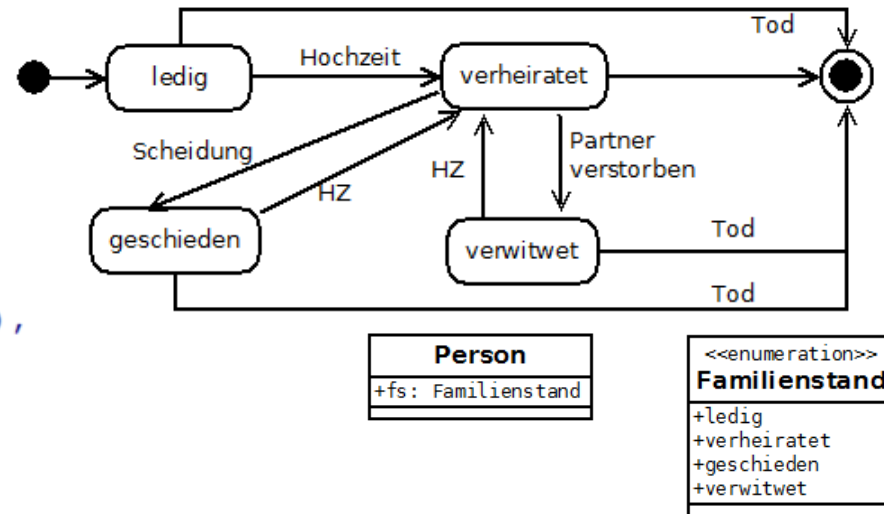 Tod
Hochzeit
ledig
verheiratet
Scheidung
HZ
HZ
Partner
verstorben
geschieden
verwitwet
Tod
Tod
),
Person
+fs: Familienstand
<<enumeration>>
Familienstand
+ledig
+verheiratet
+geschieden
+verwitwet